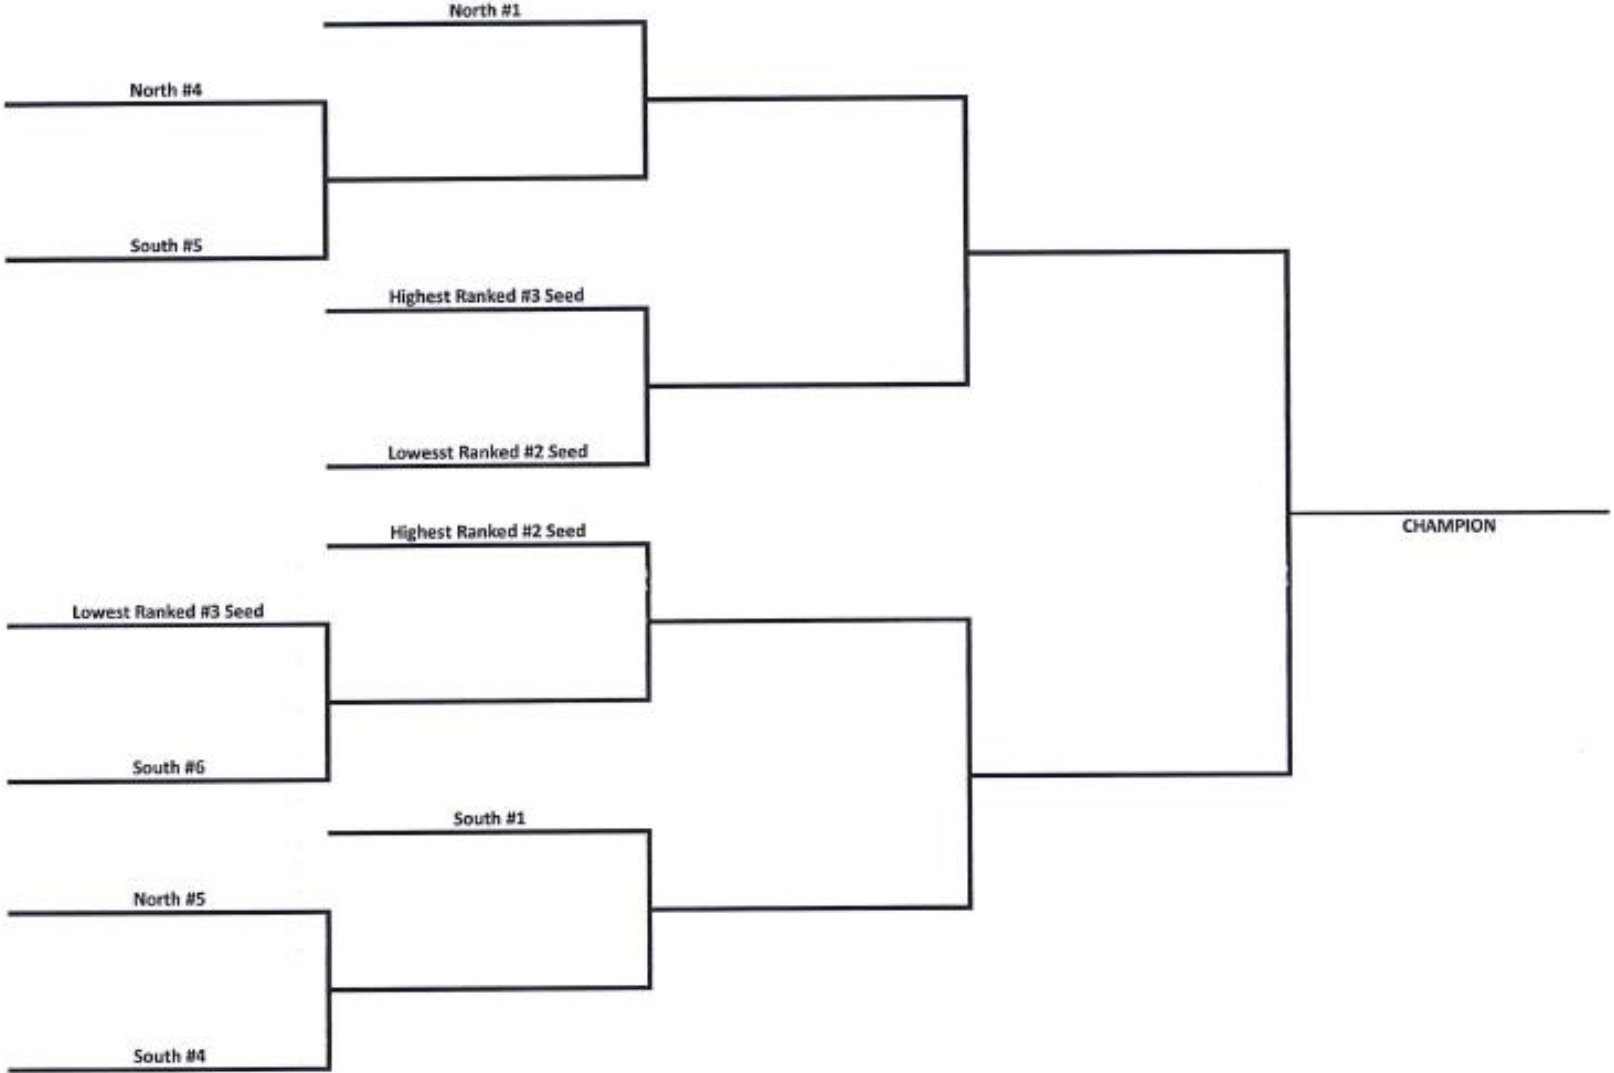 North #1
North #4
South #5
Highest Ranked #3 Seed
Lowesst Ranked #2 Seed
Highest Ranked #2 Seed
CHAMPION
Lowest Ranked #3 Seed
South #6
South #1
North #5
South #4